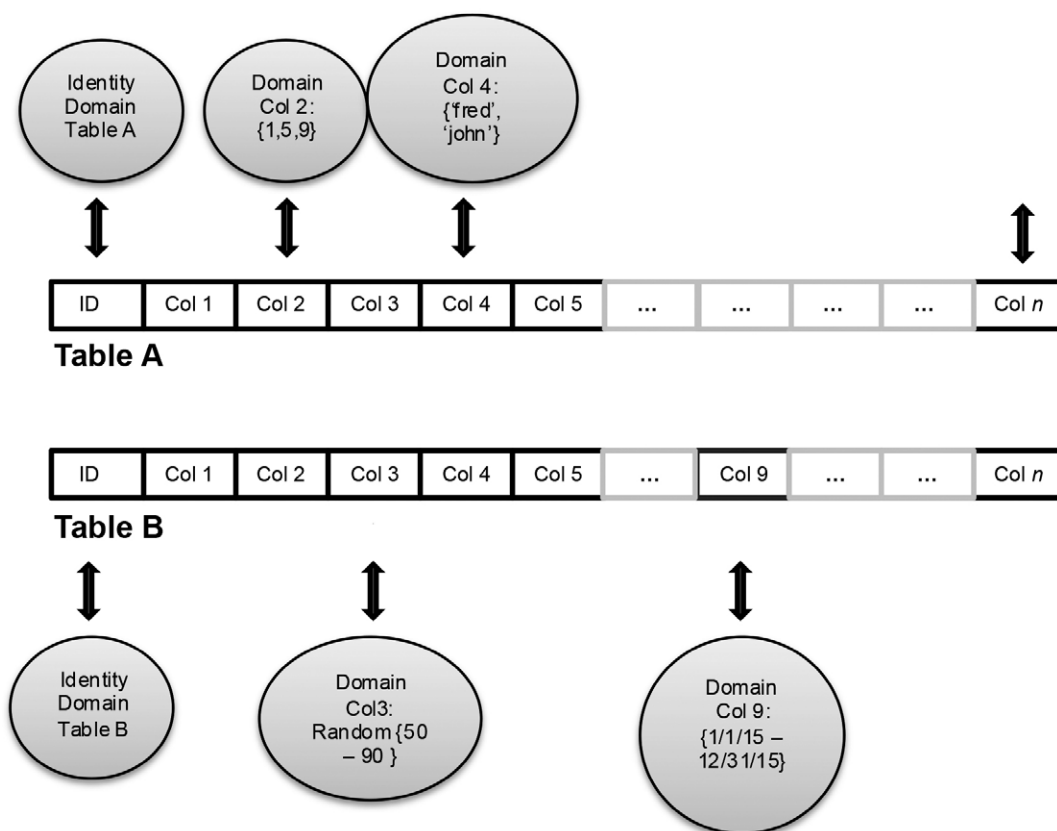 Identity
Domain
Table A
Domain
Col 2:
{1,5,9}
Domain
Col 4:
{'fred',
'john'}
ID Col 1 Col 2 Col 3 Col 4 Col 5 ... ... ... ... Col n
Table A
ID Col 1 Col 2 Col 3 Col 4 Col 5 ... Col 9 ... ... Col n
Table B
Identity
Domain
Table B
Domain
Col3:
Random {50
– 90 }
Domain
Col 9:
{1/1/15 –
12/31/15}